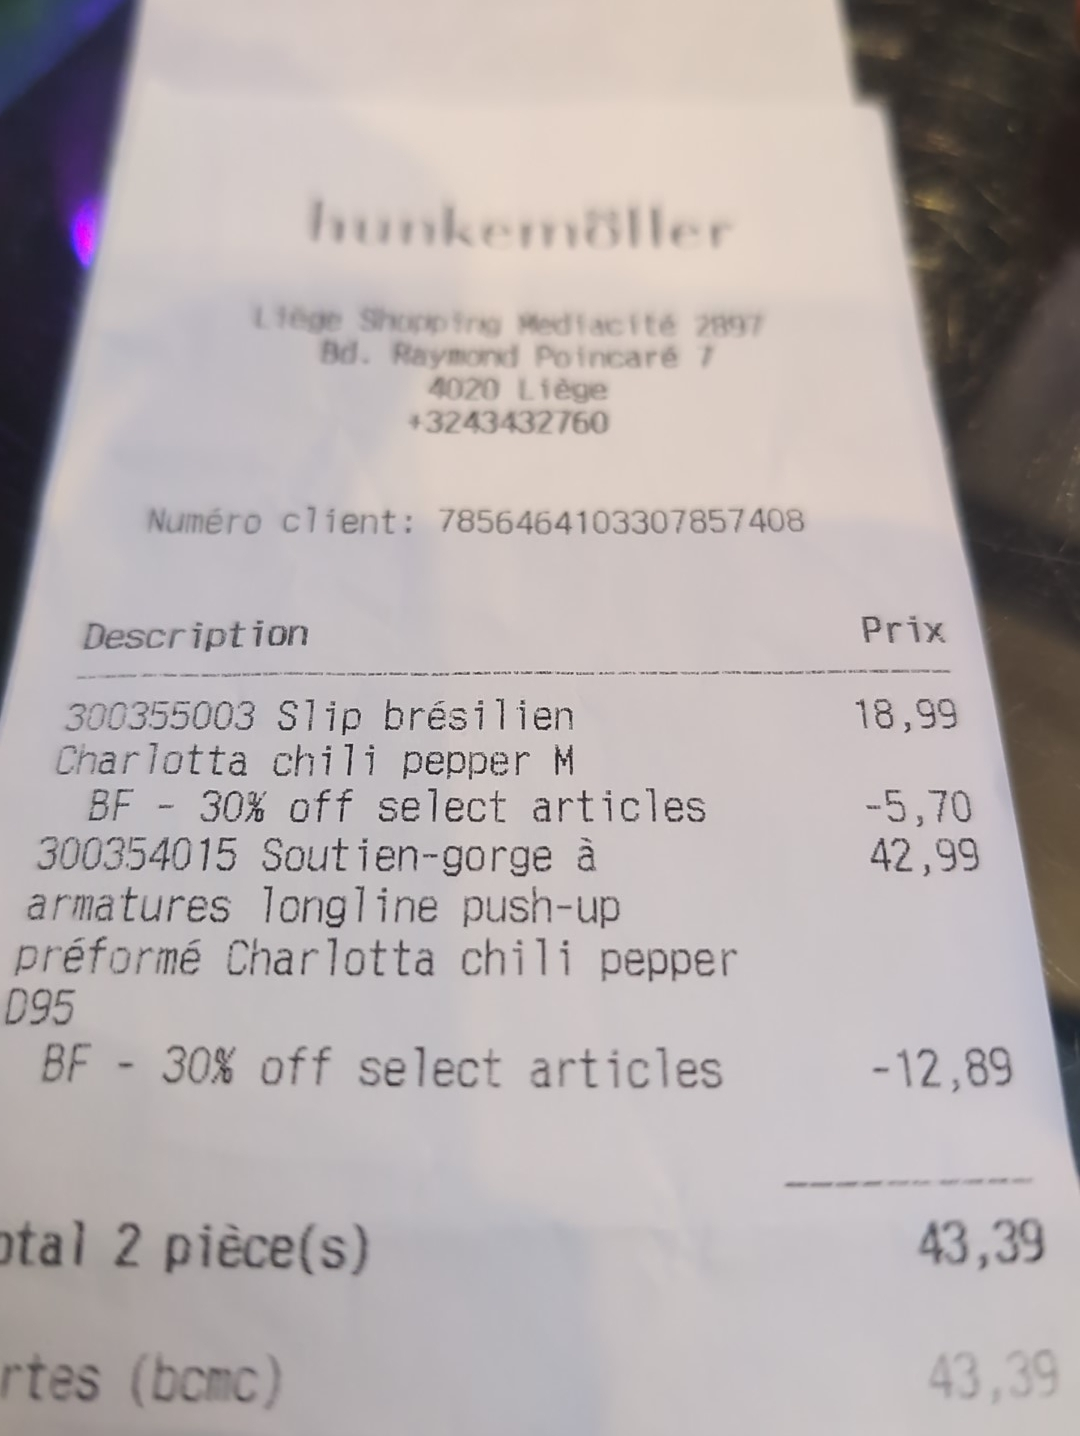 hunkemöller
Liège Shopping Mediacité 2897
Bd. Raymond Poincaré 7
4020 Liège
+3243432760
Numéro client: 7856464103307857408
Description Prix
300355003 Slip brésilien 18,99
Charlotta chili pepper M
BF - 30% off select articles -5,70
300354015 Soutien-gorge à 42,99
armatures longline push-up
préformé Charlotta chili pepper
D95
BF - 30% off select articles -12,89
otal 2 pièce(s) 43,39
rtes (bcmc) 43,39